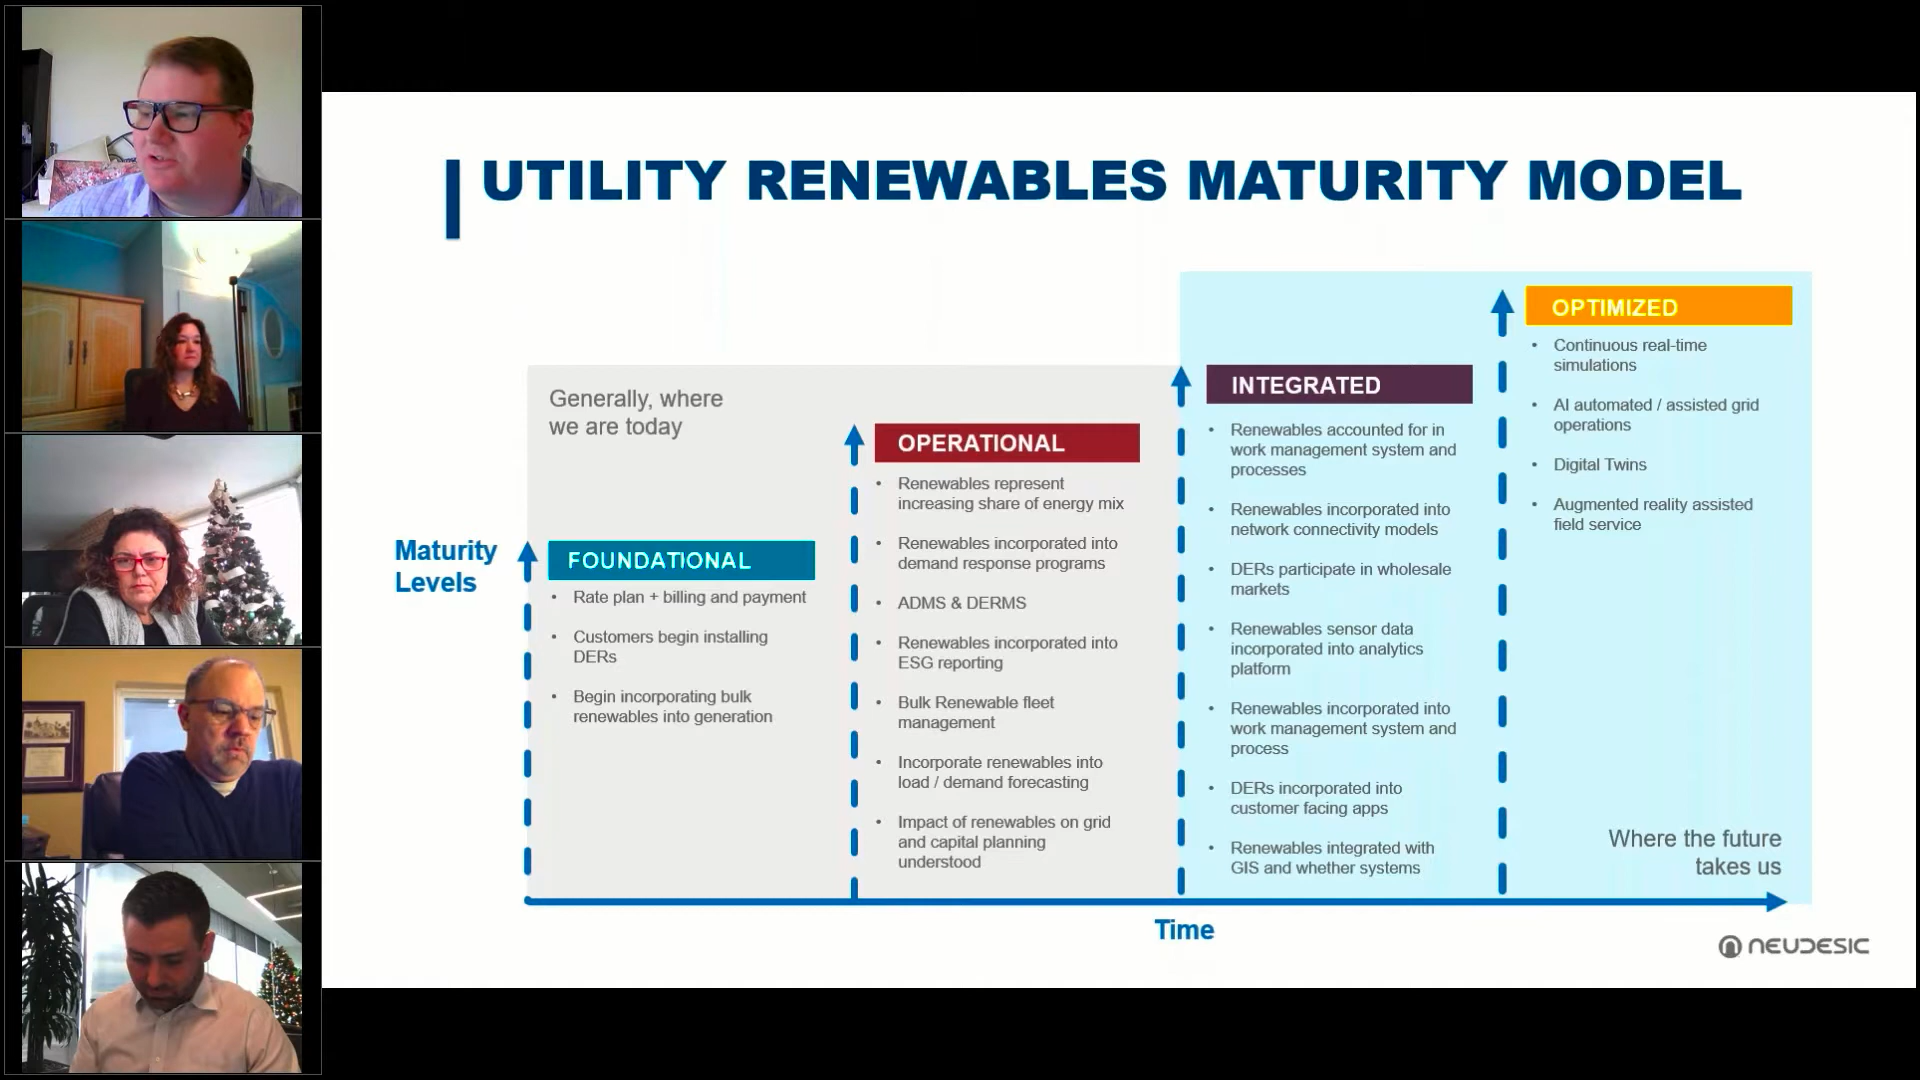 UTILITY RENEWABLES MATURITY MODEL
Generally, where
we are today
Maturity
Levels
FOUNDATIONAL
• Rate plan + billing and payment
• Customers begin installing
DERs
• Begin incorporating bulk
renewables into generation
OPERATIONAL
• Renewables represent
increasing share of energy mix
• Renewables incorporated into
demand response programs
• ADMS & DERMS
• Renewables incorporated into
ESG reporting
• Bulk Renewable fleet
management
• Incorporate renewables into
load / demand forecasting
• Impact of renewables on grid
and capital planning
understood
INTEGRATED
• Renewables accounted for in
work management system and
processes
• Renewables incorporated into
network connectivity models
• DERs participate in wholesale
markets
• Renewables sensor data
incorporated into analytics
platform
• Renewables incorporated into
work management system and
process
• DERs incorporated into
customer facing apps
• Renewables integrated with
GIS and whether systems
OPTIMIZED
• Continuous real-time
simulations
• AI automated / assisted grid
operations
• Digital Twins
• Augmented reality assisted
field service
Where the future
takes us
Time
NEUDESIC